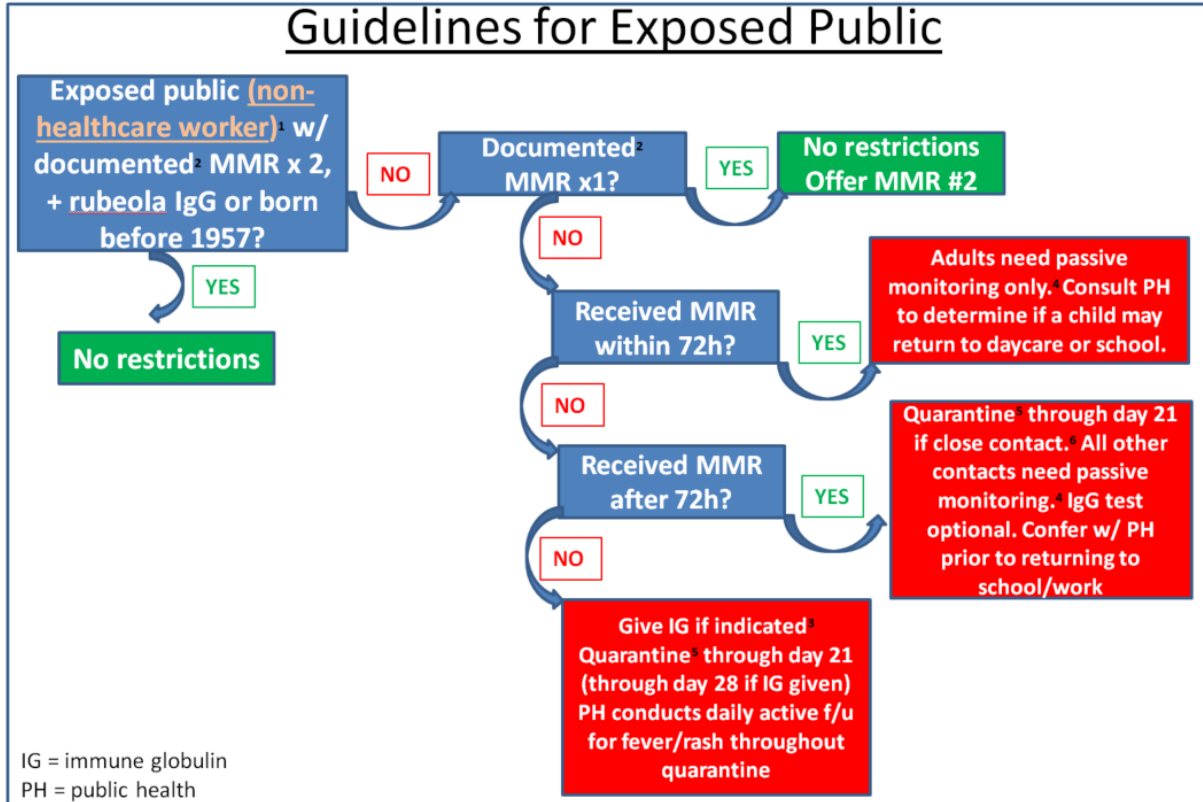 Guidelines for Exposed Public
Exposed public (non-
healthcare worker)¹ w/
documented² MMR x 2,
+ rubeola IgG or born
before 1957?
NO
Documented²
MMR x1?
YES
No restrictions
Offer MMR #2
YES
No restrictions
NO
Received MMR
within 72h?
YES
Adults need passive
monitoring only.⁴ Consult PH
to determine if a child may
return to daycare or school.
NO
Received MMR
after 72h?
YES
Quarantine⁵ through day 21
if close contact.⁶ All other
contacts need passive
monitoring.⁴ IgG test
optional. Confer w/ PH
prior to returning to
school/work
NO
Give IG if indicated³
Quarantine⁵ through day 21
(through day 28 if IG given)
PH conducts daily active f/u
for fever/rash throughout
quarantine
IG = immune globulin
PH = public health